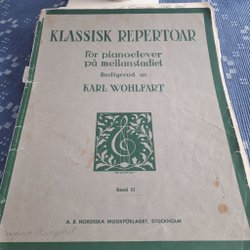 KLASSISK REPERTOAR
för pianoelever
på mellanstadiet
Redigerad av
KARL WOHLFART
Band II
A. B. NORDISKA MUSIKFÖRLAGET, STOCKHOLM